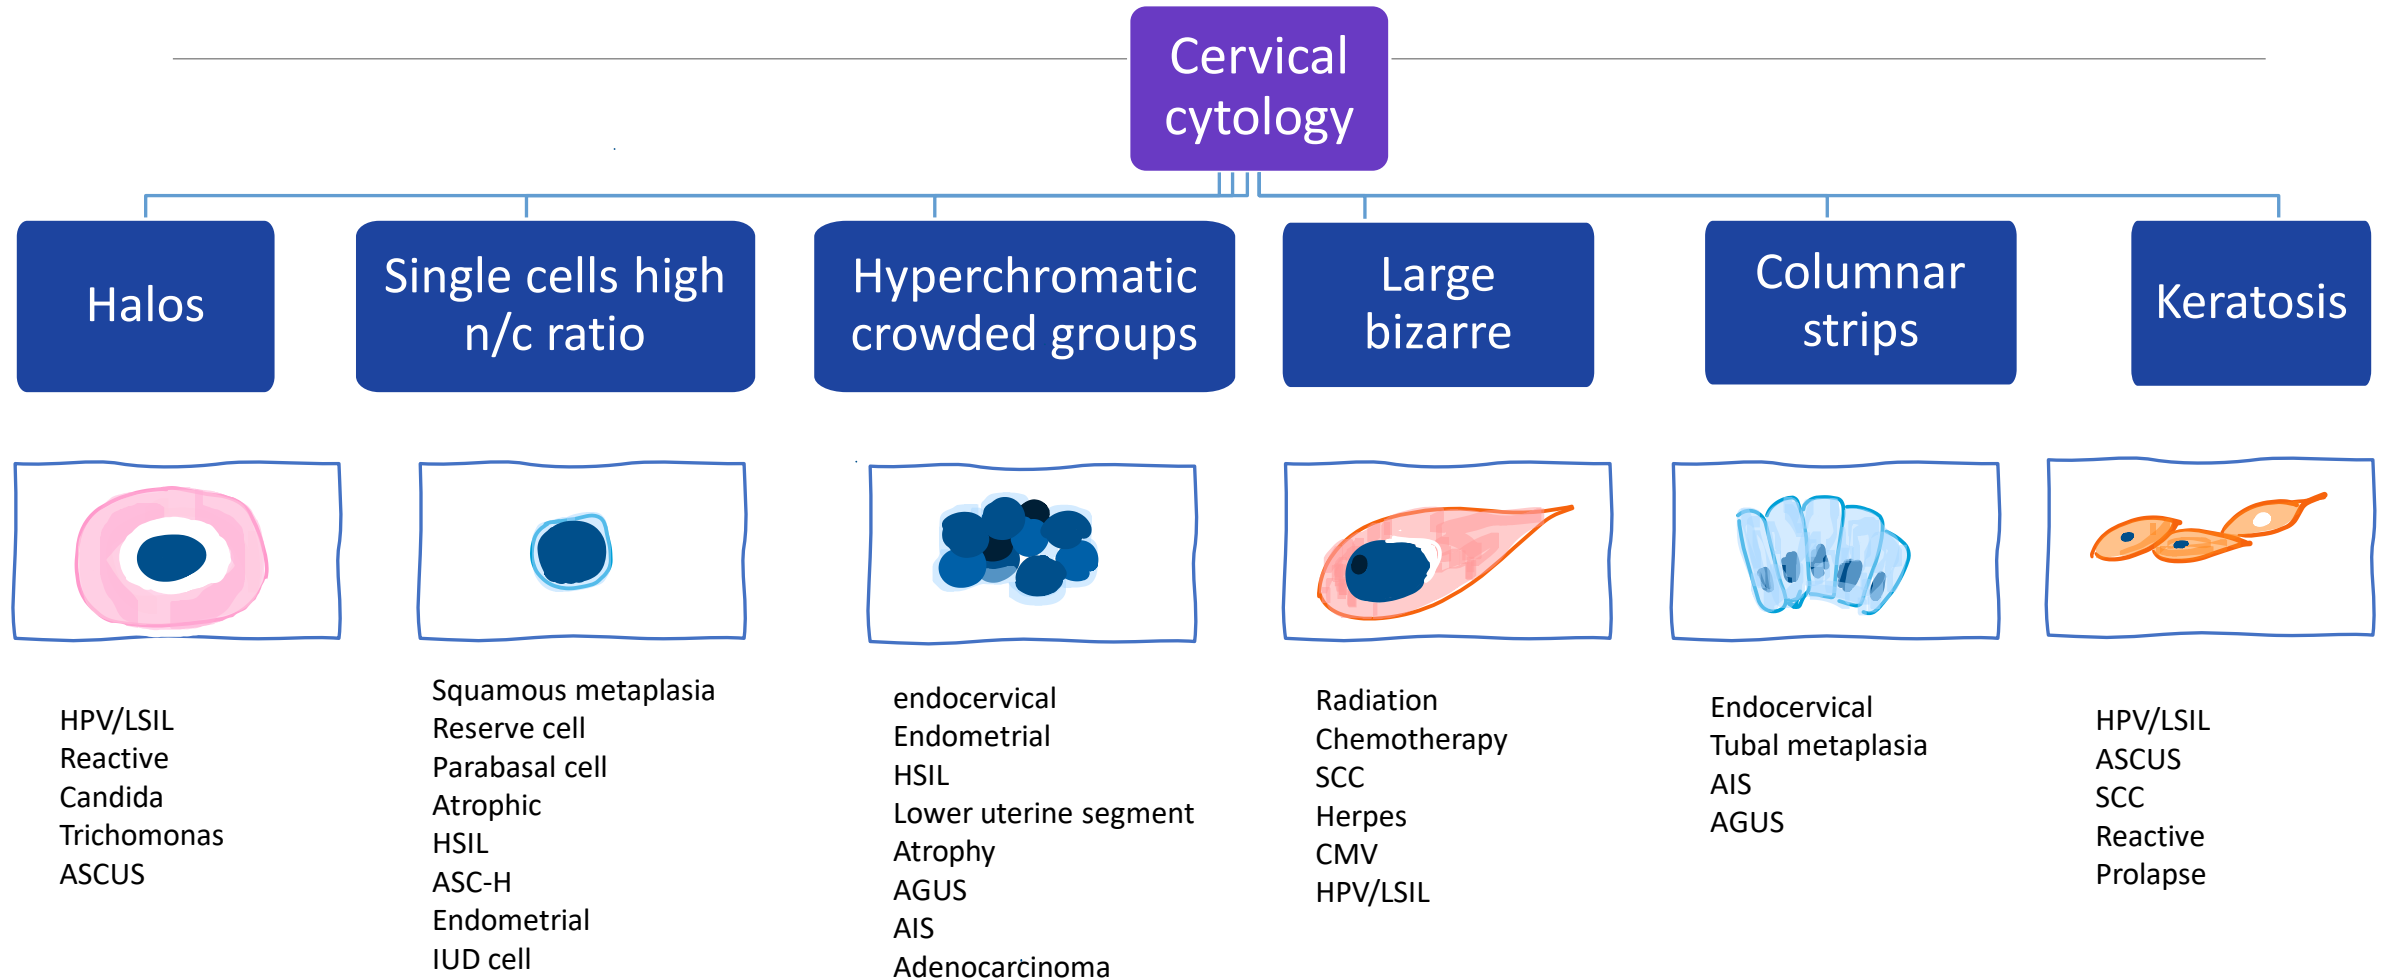 Cervical
cytology
Halos
Single cells high
n/c ratio
Hyperchromatic
crowded groups
Large
bizarre
Columnar
strips
Keratosis
HPV/LSIL
Reactive
Candida
Trichomonas
ASCUS
Squamous metaplasia
Reserve cell
Parabasal cell
Atrophic
HSIL
ASC-H
Endometrial
IUD cell
endocervical
Endometrial
HSIL
Lower uterine segment
Atrophy
AGUS
AIS
Adenocarcinoma
Radiation
Chemotherapy
SCC
Herpes
CMV
HPV/LSIL
Endocervical
Tubal metaplasia
AIS
AGUS
HPV/LSIL
ASCUS
SCC
Reactive
Prolapse